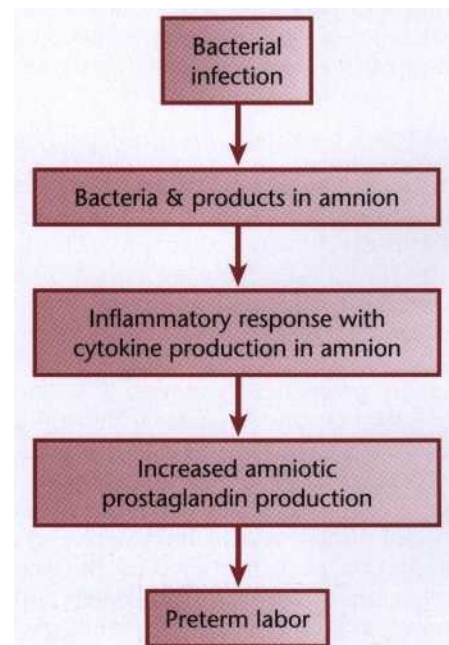 Bacterial
infection
Bacteria & products in amnion
Inflammatory response with
cytokine production in amnion
Increased amniotic
prostaglandin production
Preterm labor